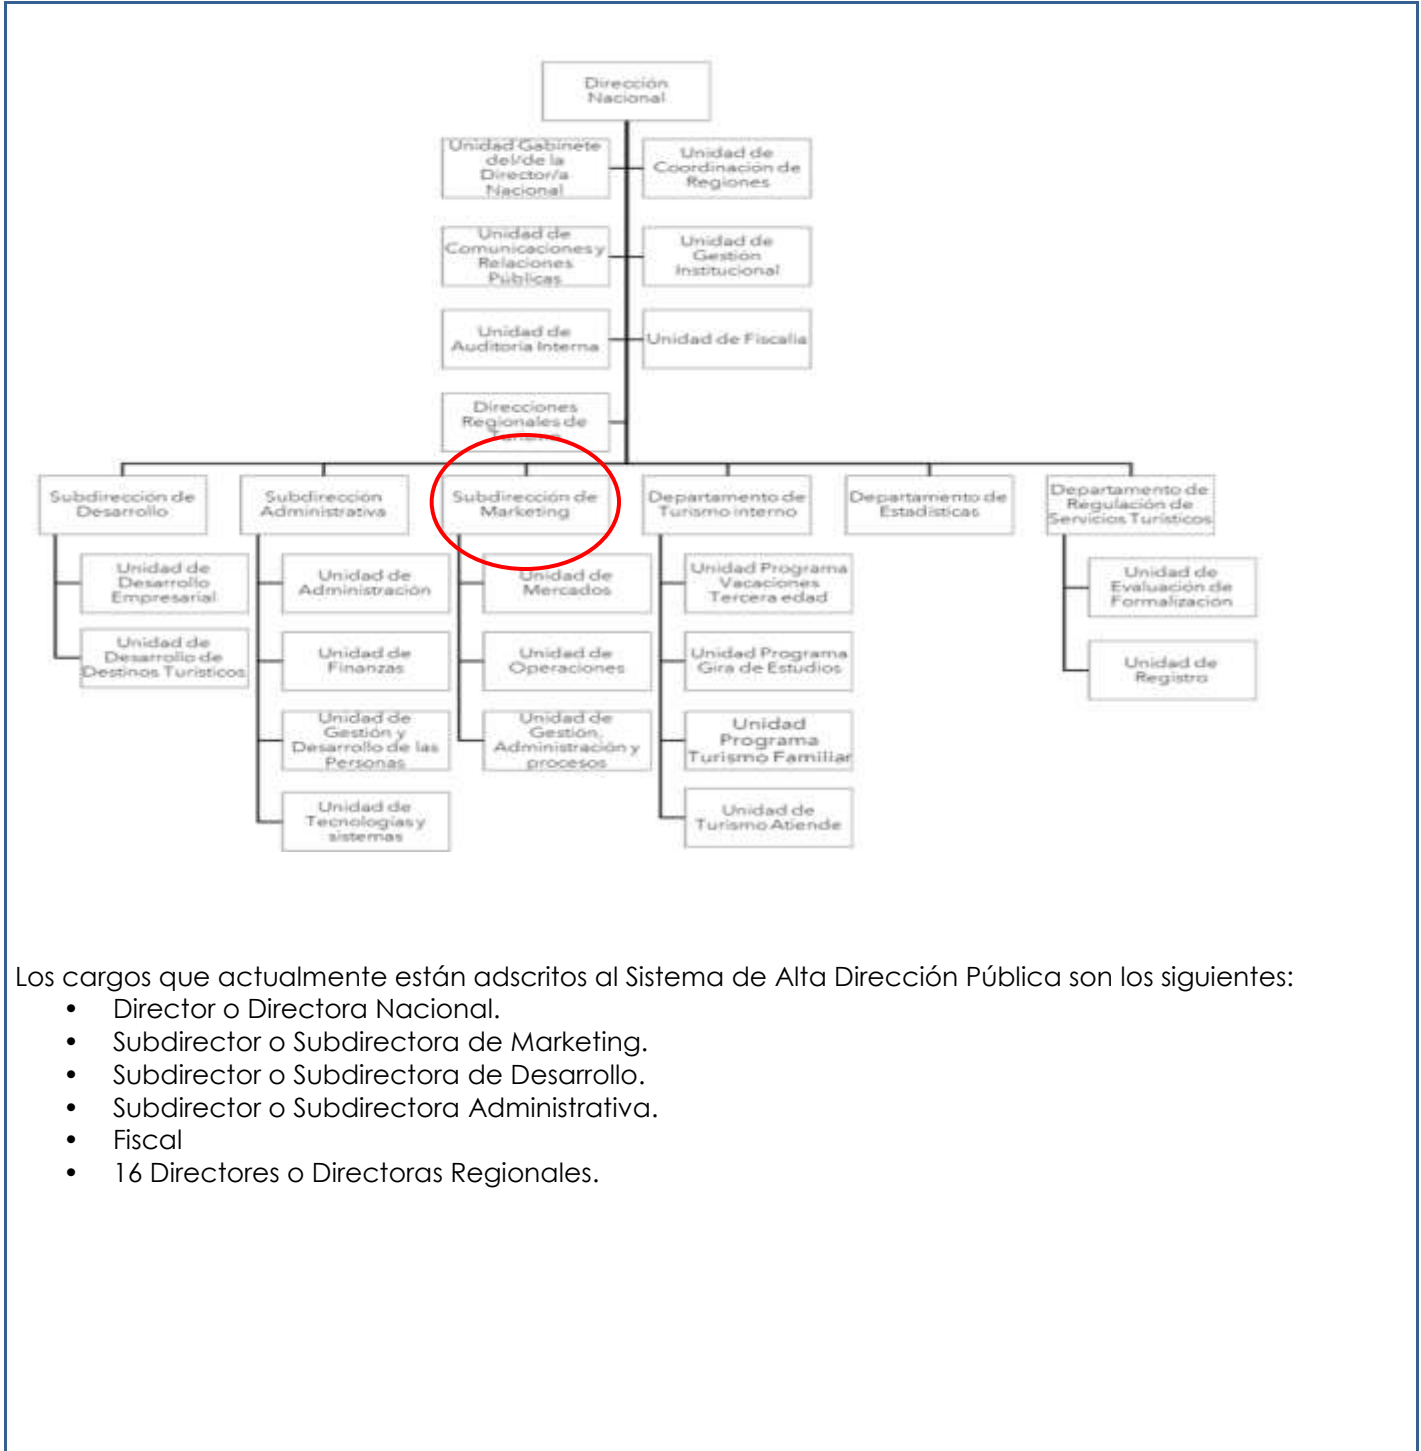 Dirección
Nacional
Unidad Gabinete
del/de la
Director/a
Nacional
Unidad de
Coordinación de
Regiones
Unidad de
Comunicaciones y
Relaciones
Públicas
Unidad de
Gestión
Institucional
Unidad de
Auditoría Interna
Unidad de Fiscalía
Direcciones
Regionales de
Turismo
Subdirección de
Desarrollo
Subdirección
Administrativa
Subdirección de
Marketing
Departamento de
Turismo interno
Departamento de
Estadísticas
Departamento de
Regulación de
Servicios Turísticos
Unidad de
Desarrollo
Empresarial
Unidad de
Desarrollo de
Destinos Turísticos
Unidad de
Administración
Unidad de
Finanzas
Unidad de
Gestión y
Desarrollo de las
Personas
Unidad de
Tecnologías y
sistemas
Unidad de
Mercados
Unidad de
Operaciones
Unidad de
Gestión,
Administración y
procesos
Unidad Programa
Vacaciones
Tercera edad
Unidad Programa
Gira de Estudios
Unidad
Programa
Turismo Familiar
Unidad de
Turismo Atiende
Unidad de
Evaluación de
Formalización
Unidad de
Registro
Los cargos que actualmente están adscritos al Sistema de Alta Dirección Pública son los siguientes:
• Director o Directora Nacional.
• Subdirector o Subdirectora de Marketing.
• Subdirector o Subdirectora de Desarrollo.
• Subdirector o Subdirectora Administrativa.
• Fiscal
• 16 Directores o Directoras Regionales.